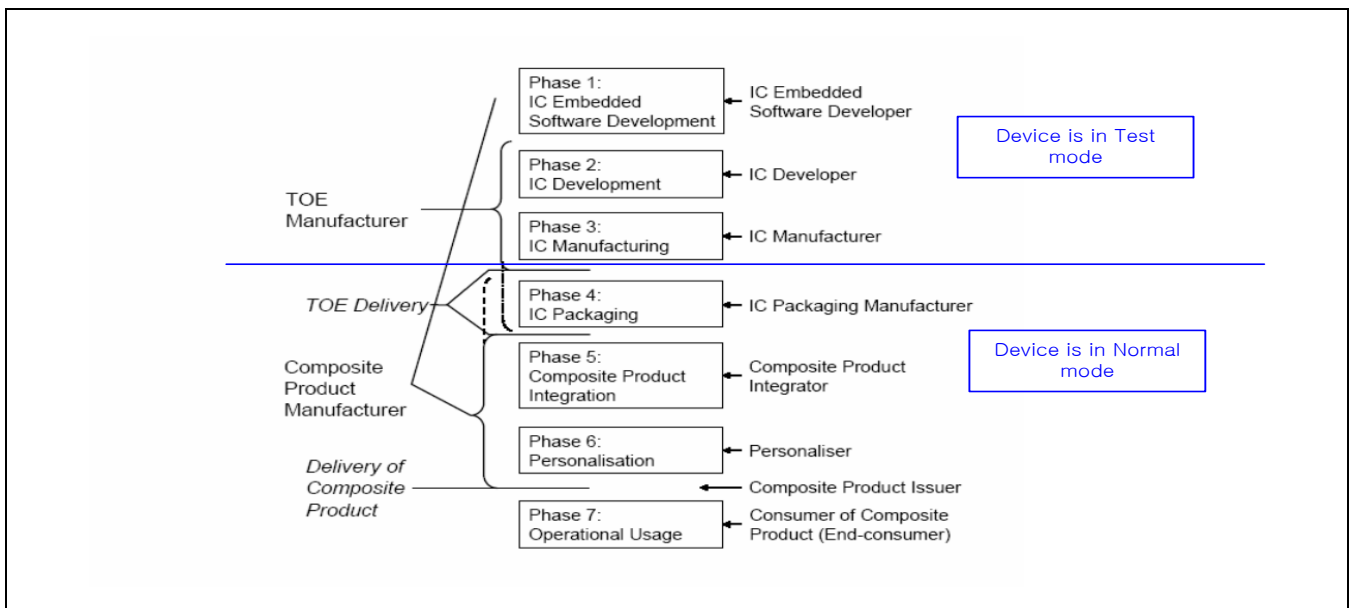 Phase 1:
IC Embedded
Software Development
IC Embedded
Software Developer
Device is in Test
mode
Phase 2:
IC Development
IC Developer
TOE
Manufacturer
Phase 3:
IC Manufacturing
IC Manufacturer
TOE Delivery
Phase 4:
IC Packaging
IC Packaging Manufacturer
Device is in Normal
mode
Composite
Product
Manufacturer
Phase 5:
Composite Product
Integration
Composite Product
Integrator
Phase 6:
Personalisation
Personaliser
Delivery of
Composite
Product
Composite Product Issuer
Phase 7:
Operational Usage
Consumer of Composite
Product (End-consumer)